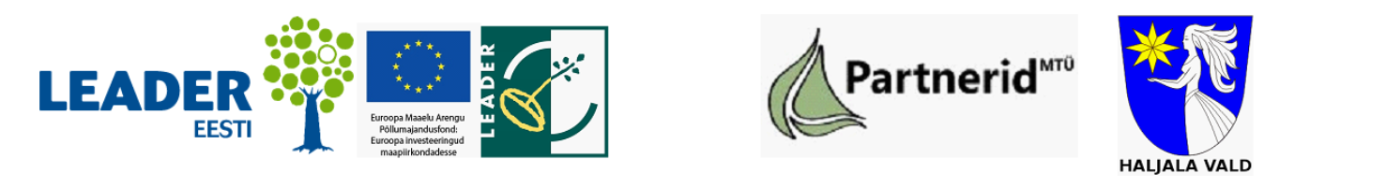 LEADER
EESTI
Euroopa Maaelu Arengu
Põllumajandusfond:
Euroopa investeeringud
maapiirkondadesse
LEADER
Partnerid MTÜ
HALJALA VALD